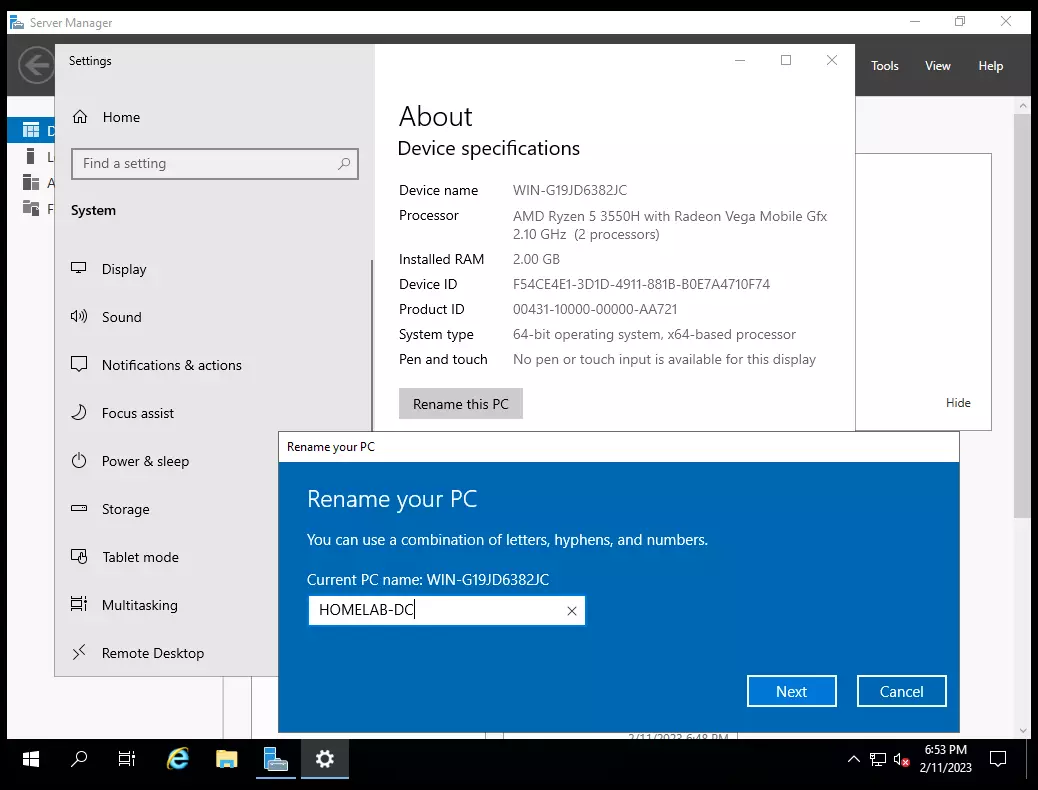 Server Manager
Tools View Help
Settings
Home
Find a setting
System
Display
Sound
Notifications & actions
Focus assist
Power & sleep
Storage
Tablet mode
Multitasking
Remote Desktop
About
Device specifications
Device name WIN-G19JD6382JC
Processor AMD Ryzen 5 3550H with Radeon Vega Mobile Gfx
2.10 GHz (2 processors)
Installed RAM 2.00 GB
Device ID F54CE4E1-3D1D-4911-881B-B0E7A4710F74
Product ID 00431-10000-00000-AA721
System type 64-bit operating system, x64-based processor
Pen and touch No pen or touch input is available for this display
Rename this PC
Hide
Rename your PC
Rename your PC
You can use a combination of letters, hyphens, and numbers.
Current PC name: WIN-G19JD6382JC
HOMELAB-DC
Next Cancel
2/11/2023 6:48 PM
6:53 PM
2/11/2023